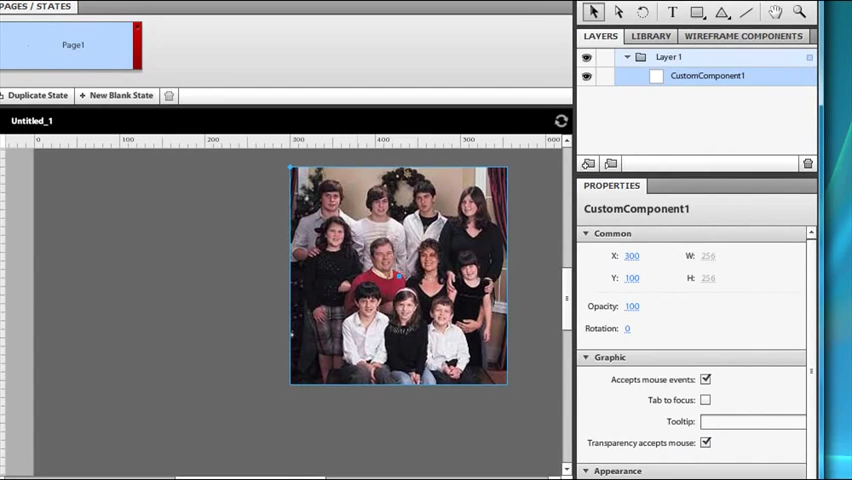 PAGES / STATES
Page1
Duplicate State
New Blank State
Untitled_1
0 100 200 300 400 500 600
T
LAYERS LIBRARY WIREFRAME COMPONENTS
Layer 1
CustomComponent1
PROPERTIES
CustomComponent1
Common
X: 300 W: 256
Y: 100 H: 256
Opacity: 100
Rotation: 0
Graphic
Accepts mouse events:
Tab to focus:
Tooltip:
Transparency accepts mouse:
Appearance